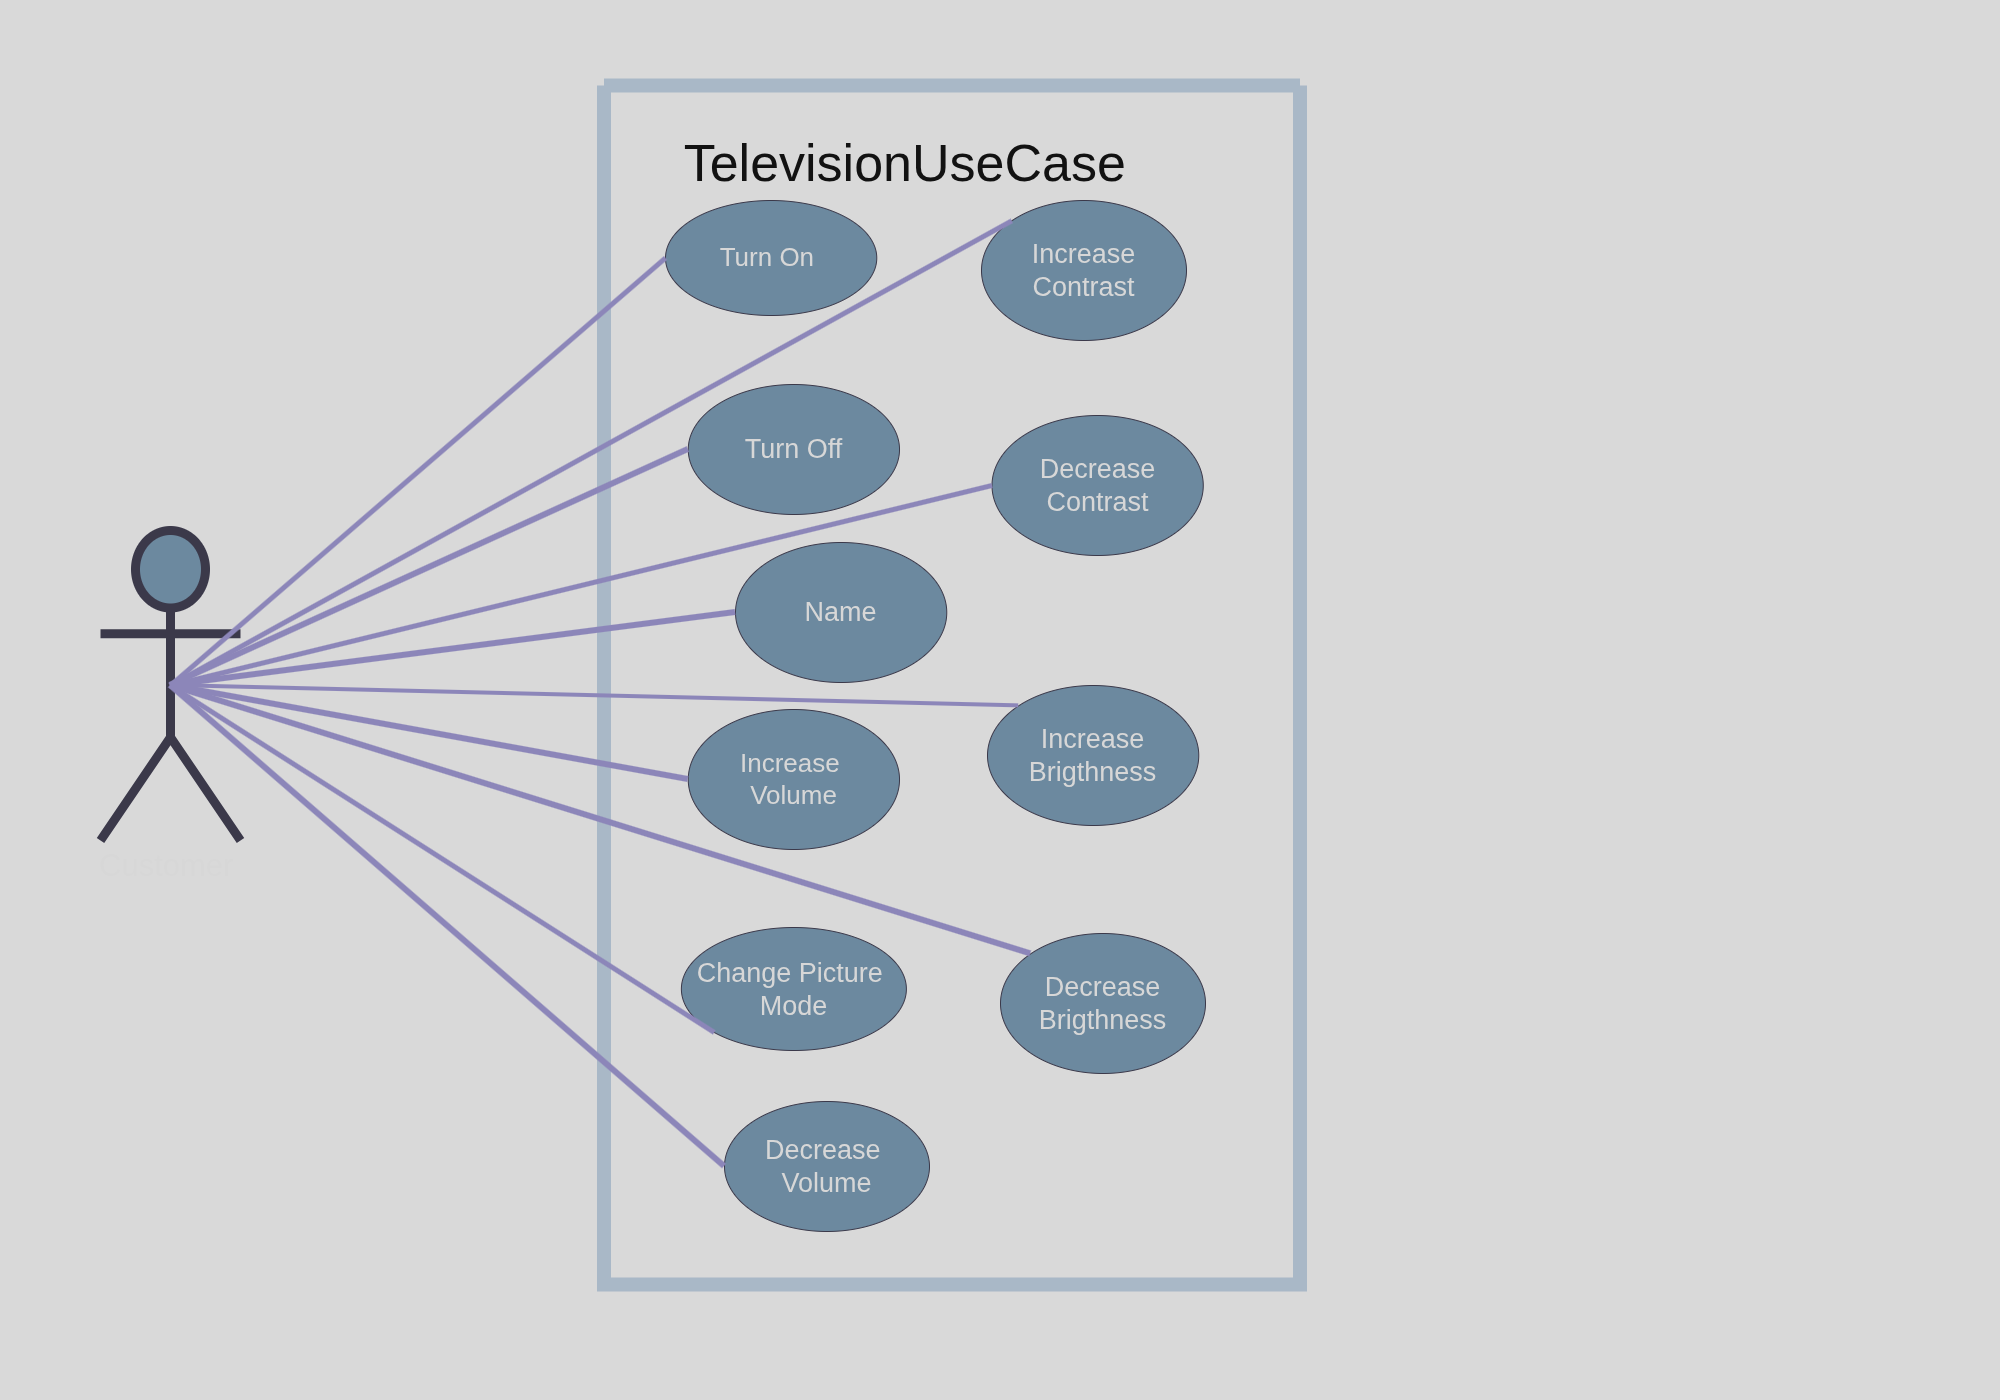 TelevisionUseCase
Turn On
Increase
Contrast
Turn Off
Decrease
Contrast
Name
Increase
Brigthness
Increase
Volume
Change Picture
Mode
Decrease
Brigthness
Decrease
Volume
Customer